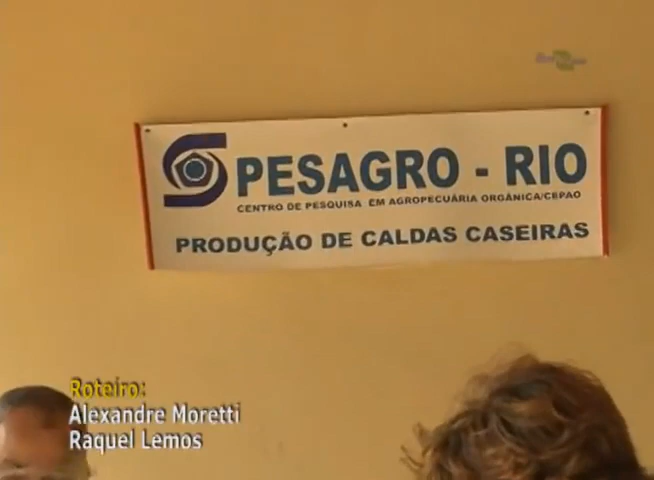 PESAGRO - RIO
CENTRO DE PESQUISA EM AGROPECUÁRIA ORGÂNICA/CEPAO
PRODUÇÃO DE CALDAS CASEIRAS
Roteiro:
Alexandre Moretti
Raquel Lemos